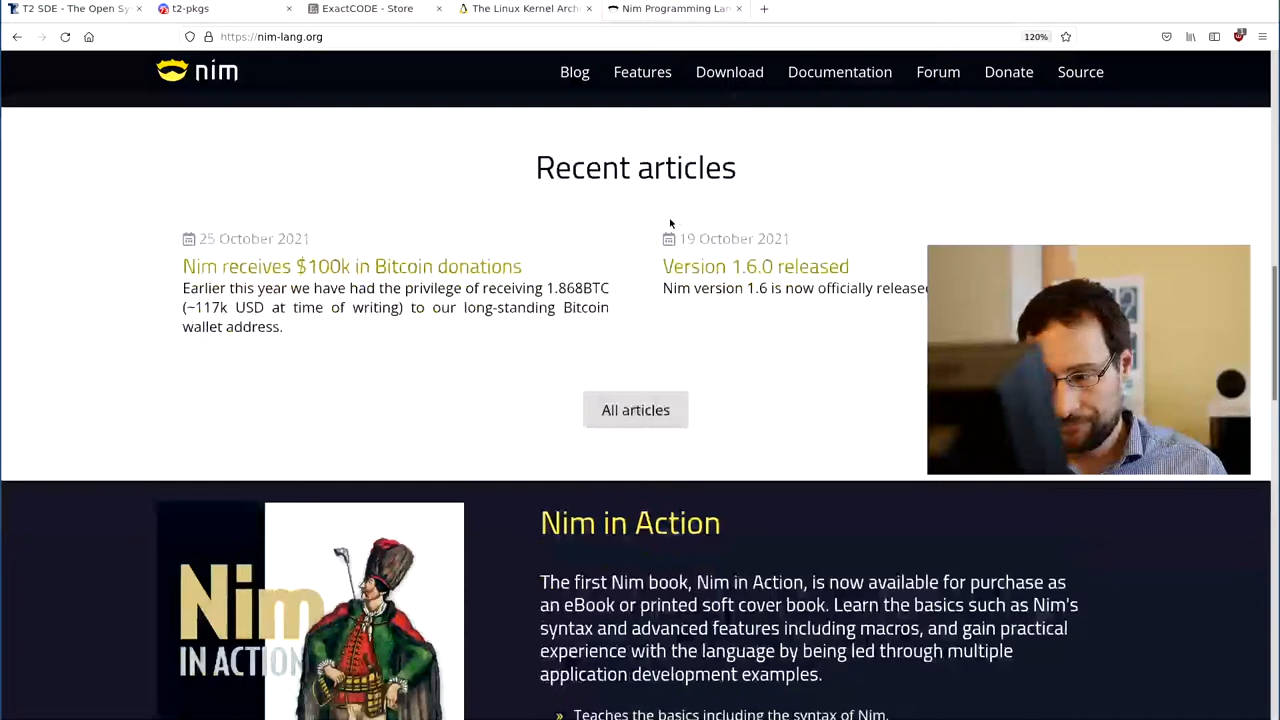 T2 SDE - The Open Sy
t2-pkgs
ExactCODE - Store
The Linux Kernel Arch
Nim Programming Lan
https://nim-lang.org
120%
nim
Blog
Features
Download
Documentation
Forum
Donate
Source
Recent articles
25 October 2021
Nim receives $100k in Bitcoin donations
Earlier this year we have had the privilege of receiving 1.868BTC
(~117k USD at time of writing) to our long-standing Bitcoin
wallet address.
19 October 2021
Version 1.6.0 released
Nim version 1.6 is now officially released
All articles
Nim
IN ACTION
Nim in Action
The first Nim book, Nim in Action, is now available for purchase as
an eBook or printed soft cover book. Learn the basics such as Nim's
syntax and advanced features including macros, and gain practical
experience with the language by being led through multiple
application development examples.
» Teaches the basics including the syntax of Nim.